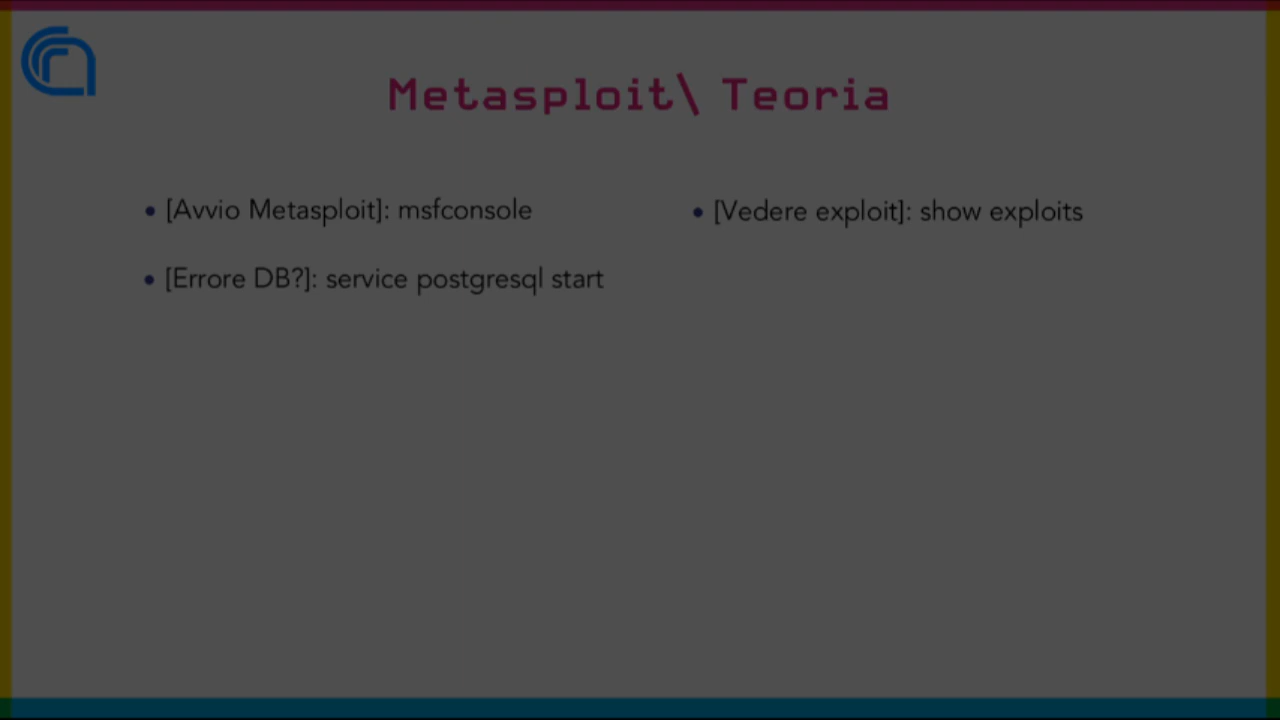 Metasploit\ Teoria
• [Avvio Metasploit]: msfconsole
• [Errore DB?]: service postgresql start
• [Vedere exploit]: show exploits